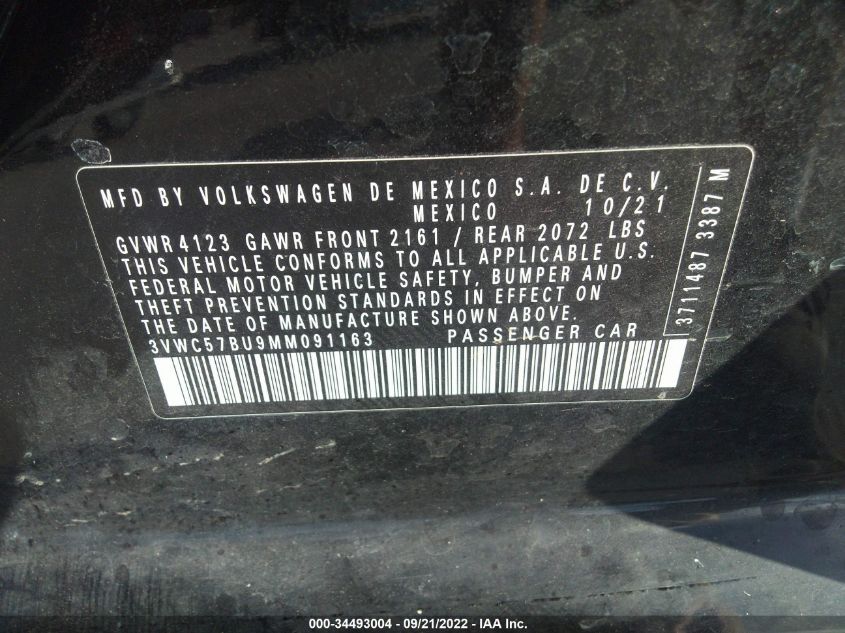 MFD BY VOLKSWAGEN DE MEXICO S.A. DE C.V.
MEXICO 10/21
GVWR 4123 GAWR FRONT 2161 / REAR 2072 LBS
THIS VEHICLE CONFORMS TO ALL APPLICABLE U.S.
FEDERAL MOTOR VEHICLE SAFETY, BUMPER AND
THEFT PREVENTION STANDARDS IN EFFECT ON
THE DATE OF MANUFACTURE SHOWN ABOVE.
3VWC57BU9MM091163 PASSENGER CAR
3711487 3387 M
000-34493004 - 09/21/2022 - IAA Inc.